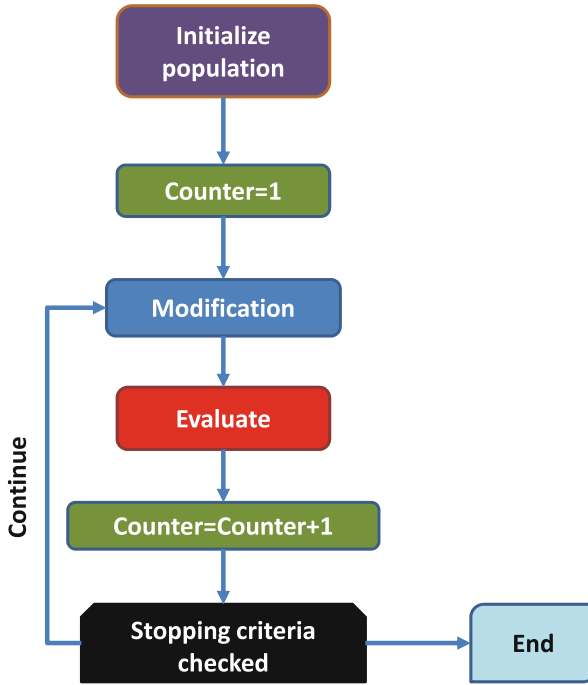 Initialize
population
Counter=1
Modification
Evaluate
Continue
Counter=Counter+1
Stopping criteria
checked
End